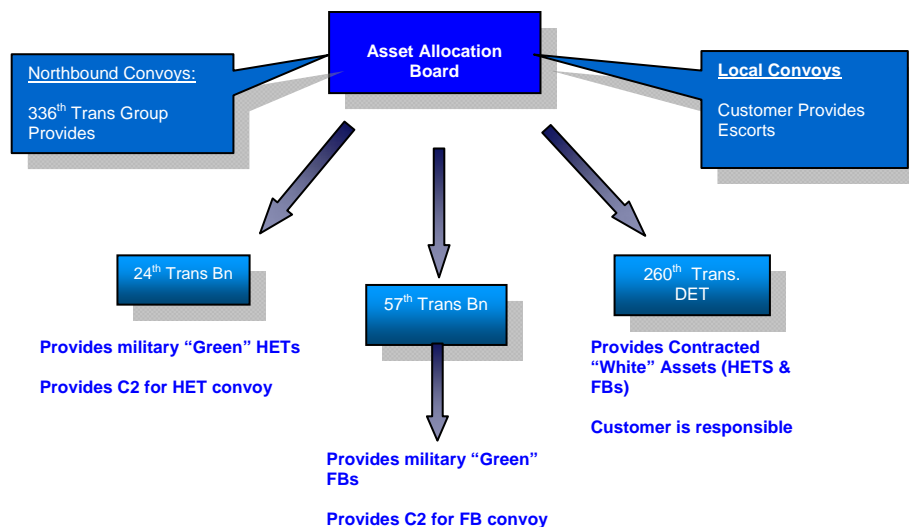 Asset Allocation
Board
Northbound Convoys:
336th Trans Group
Provides
Local Convoys
Customer Provides
Escorts
24th Trans Bn
Provides military “Green” HETs
Provides C2 for HET convoy
57th Trans Bn
Provides military “Green”
FBs
Provides C2 for FB convoy
260th Trans.
DET
Provides Contracted
“White” Assets (HETS &
FBs)
Customer is responsible